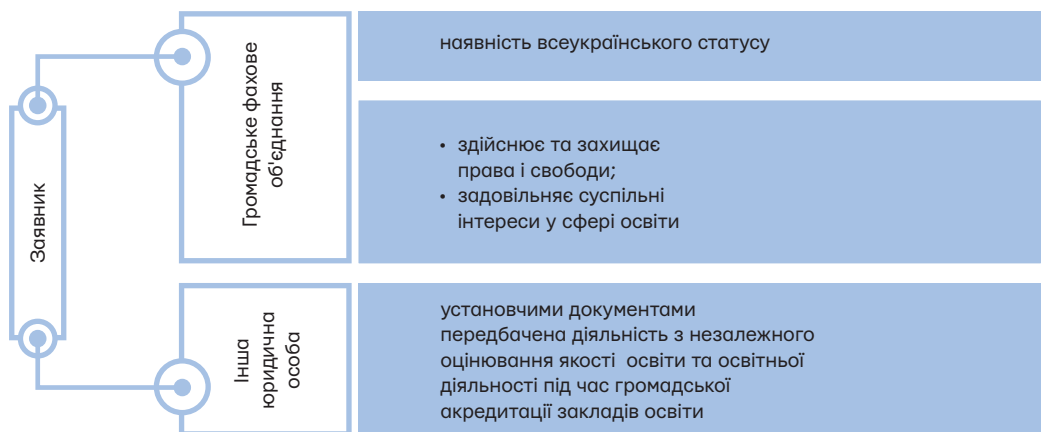 Заявник
Громадське фахове
об'єднання
наявність всеукраїнського статусу
• здійснює та захищає
права і свободи;
• задовільняє суспільні
інтереси у сфері освіти
Інша
юридична
особа
установчими документами
передбачена діяльність з незалежного
оцінювання якості освіти та освітньої
діяльності під час громадської
акредитації закладів освіти